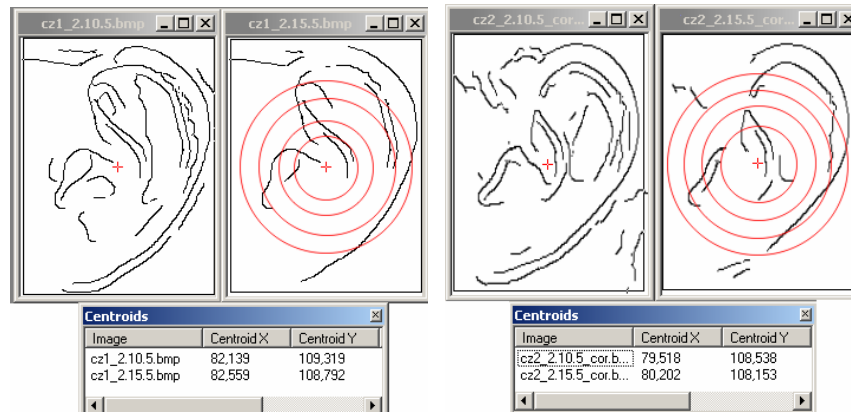 cz1_2.10.5.bmp
cz1_2.15.5.bmp
cz2_2.10.5_cor...
cz2_2.15.5_cor...
Centroids
Image Centroid X Centroid Y
cz1_2.10.5.bmp 82,139 109,319
cz1_2.15.5.bmp 82,559 108,792
Centroids
Image Centroid X Centroid Y
cz2_2.10.5_cor.b... 79,518 108,538
cz2_2.15.5_cor.b... 80,202 108,153